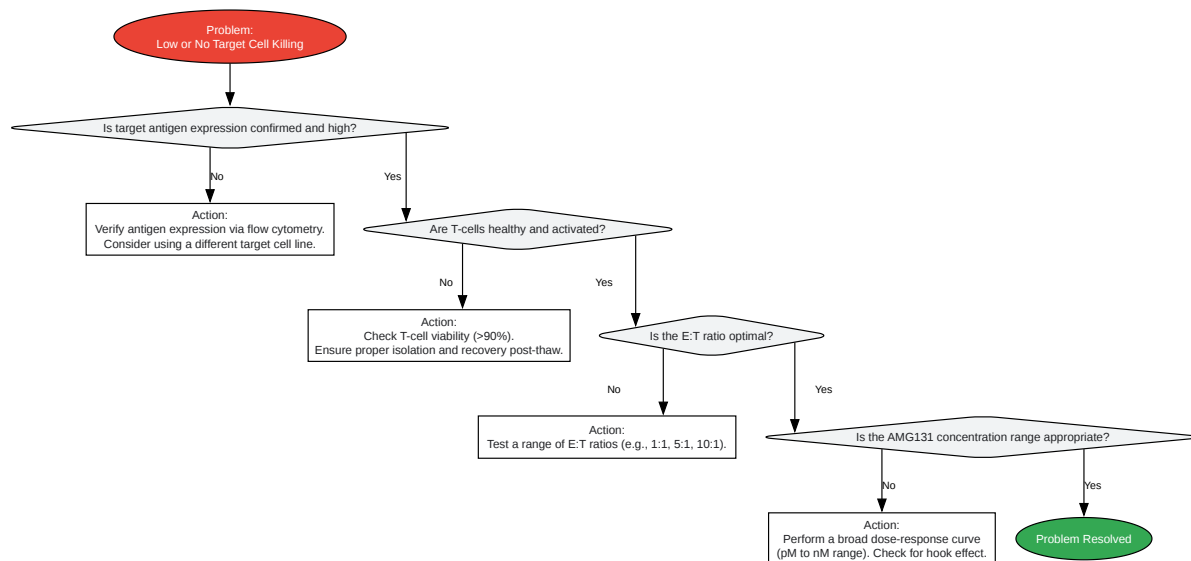 Problem:
Low or No Target Cell Killing
Is target antigen expression confirmed and high?
No
Yes
Action:
Verify antigen expression via flow cytometry.
Consider using a different target cell line.
Are T-cells healthy and activated?
No
Yes
Action:
Check T-cell viability (>90%).
Ensure proper isolation and recovery post-thaw.
Is the E:T ratio optimal?
No
Yes
Action:
Test a range of E:T ratios (e.g., 1:1, 5:1, 10:1).
Is the AMG131 concentration range appropriate?
No
Yes
Action:
Perform a broad dose-response curve
(pM to nM range). Check for hook effect.
Problem Resolved